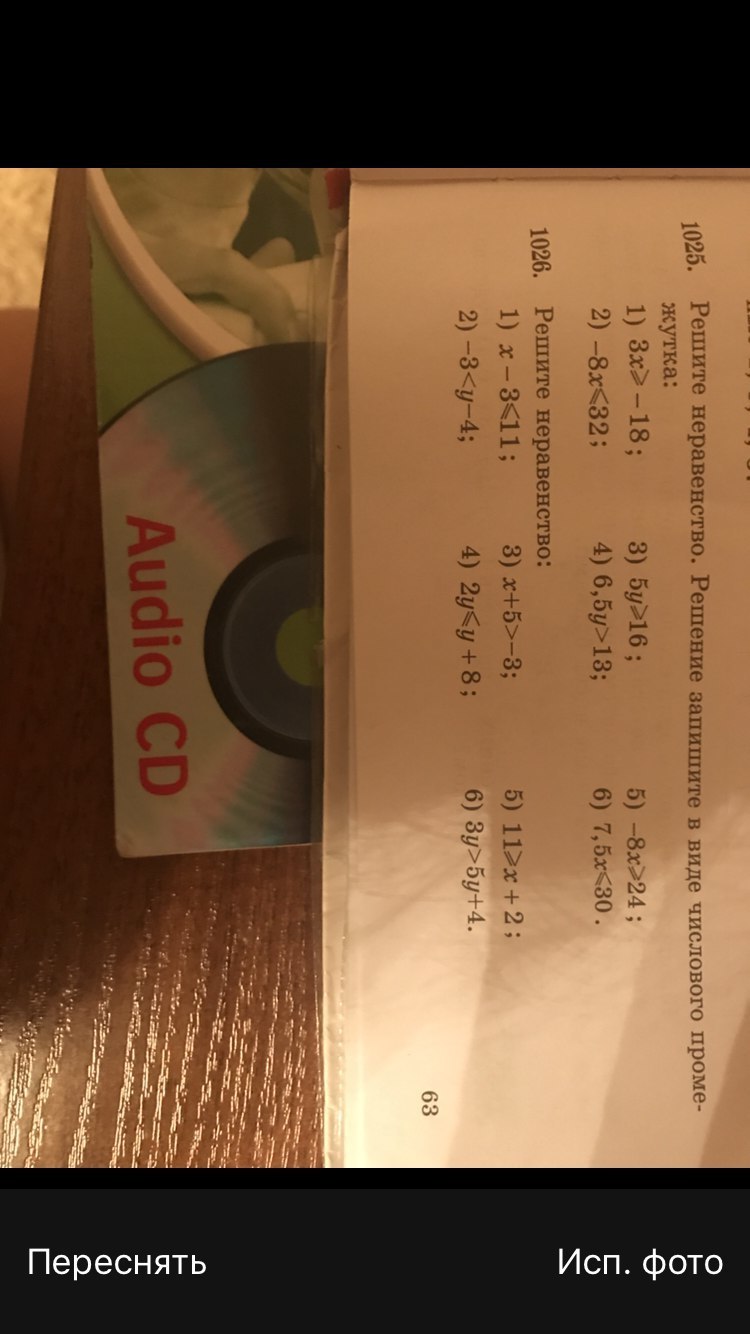 1025. Решите неравенство. Решение запишите в виде числового проме-
жутка:
1) 3x⩾−18; 3) 5y⩾16; 5) −8x⩾24;
2) −8x⩽32; 4) 6,5y>13; 6) 7,5x⩽30.
1026. Решите неравенство:
1) x − 3⩽11; 3) x+5>−3; 5) 11⩾x + 2;
2) −3<y−4; 4) 2y⩽y + 8; 6) 3y>5y+4.
63
Audio CD
Переснять
Исп. фото